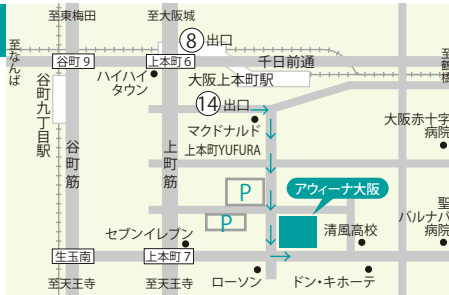 至東梅田
至大阪城
⑧出口
至なんば
谷町9
上本町6
千日前通
至鶴橋
ハイハイ
タウン
大阪上本町駅
谷町九丁目駅
⑭出口
マクドナルド
上本町YUFURA
大阪赤十字
病院
谷町筋
上町筋
P
アウィーナ大阪
P
セブンイレブン
清風高校
聖
バルナバ
病院
生玉南
上本町7
至天王寺
至天王寺
ローソン
ドン・キホーテ